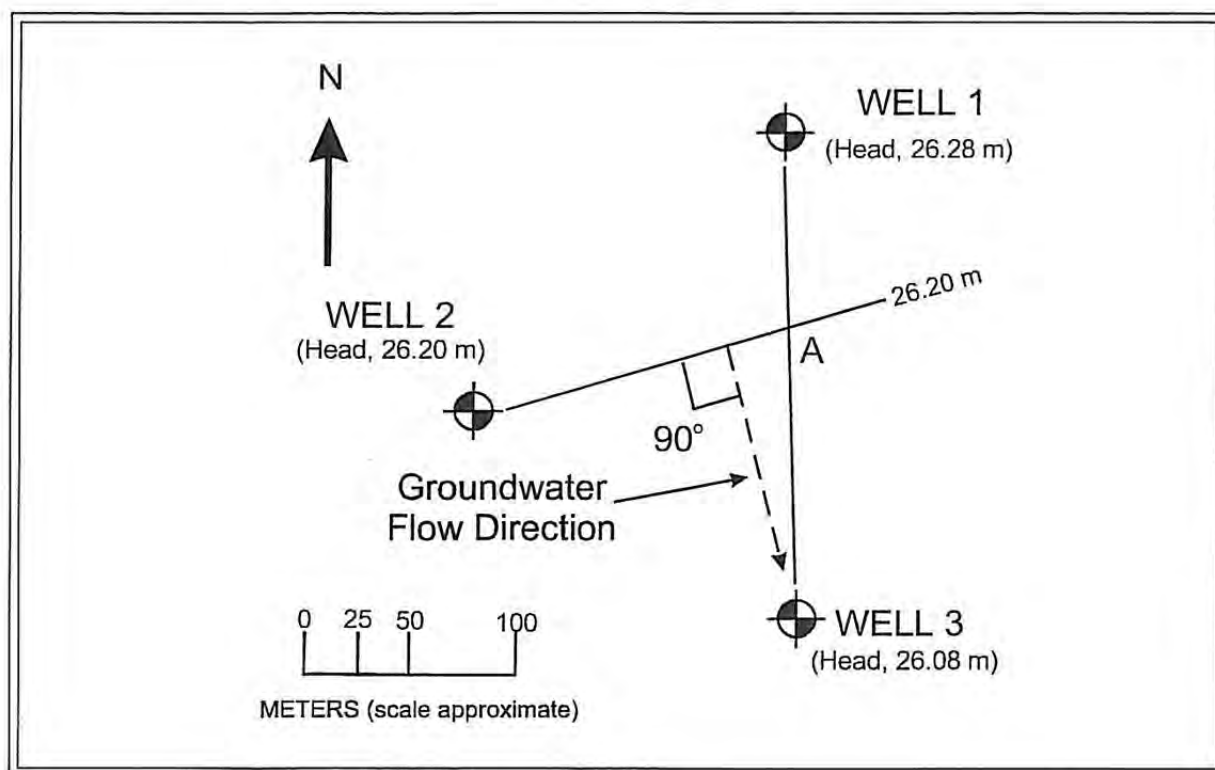 N
WELL 1
(Head, 26.28 m)
26.20 m
WELL 2
(Head, 26.20 m)
A
90°
Groundwater
Flow Direction
0 25 50 100
WELL 3
(Head, 26.08 m)
METERS (scale approximate)